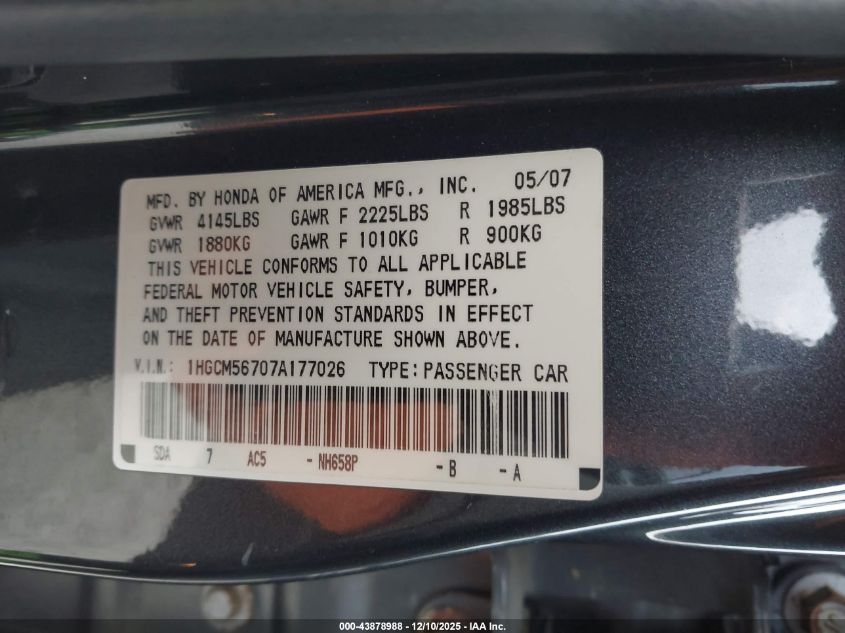 MFD. BY HONDA OF AMERICA MFG., INC. 05/07
GVWR 4145LBS GAWR F 2225LBS R 1985LBS
GVWR 1880KG GAWR F 1010KG R 900KG
THIS VEHICLE CONFORMS TO ALL APPLICABLE
FEDERAL MOTOR VEHICLE SAFETY, BUMPER,
AND THEFT PREVENTION STANDARDS IN EFFECT
ON THE DATE OF MANUFACTURE SHOWN ABOVE.
V.I.N.: 1HGCM56707A177026 TYPE: PASSENGER CAR
SDA 7 AC5 - NH658P - B - A
000-43878988 - 12/10/2025 - IAA Inc.